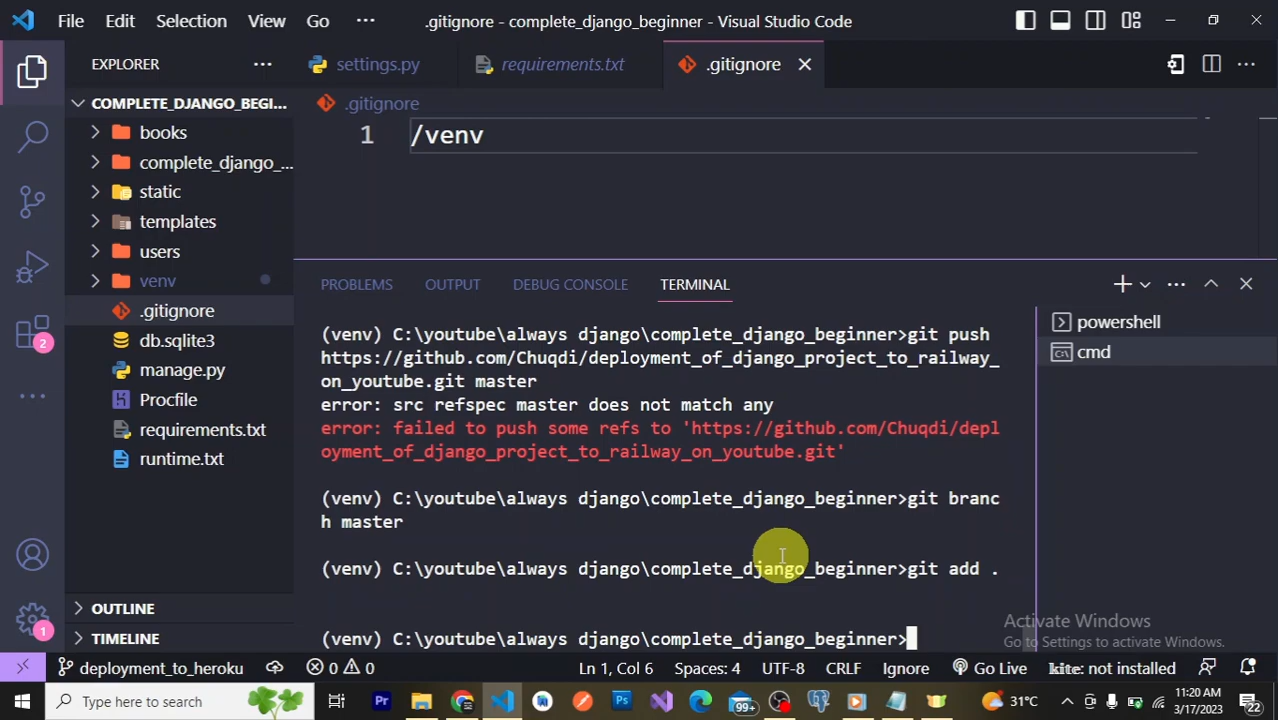 File Edit Selection View Go ··· .gitignore - complete_django_beginner - Visual Studio Code
EXPLORER ···
settings.py requirements.txt .gitignore
COMPLETE_DJANGO_BEGI...
books
complete_django_...
static
templates
users
venv
.gitignore
db.sqlite3
manage.py
Procfile
requirements.txt
runtime.txt
OUTLINE
TIMELINE
2
1
.gitignore
1 /venv
PROBLEMS OUTPUT DEBUG CONSOLE TERMINAL
(venv) C:\youtube\always django\complete_django_beginner>git push
https://github.com/Chuqdi/deployment_of_django_project_to_railway_
on_youtube.git master
error: src refspec master does not match any
error: failed to push some refs to 'https://github.com/Chuqdi/depl
oyment_of_django_project_to_railway_on_youtube.git'
(venv) C:\youtube\always django\complete_django_beginner>git branc
h master
(venv) C:\youtube\always django\complete_django_beginner>git add .
(venv) C:\youtube\always django\complete_django_beginner>
powershell
cmd
Activate Windows
Go to Settings to activate Windows.
deployment_to_heroku 0 0 Ln 1, Col 6 Spaces: 4 UTF-8 CRLF Ignore Go Live kite: not installed
Type here to search
Pr
Ps
99+
31°C
11:20 AM
3/17/2023
22